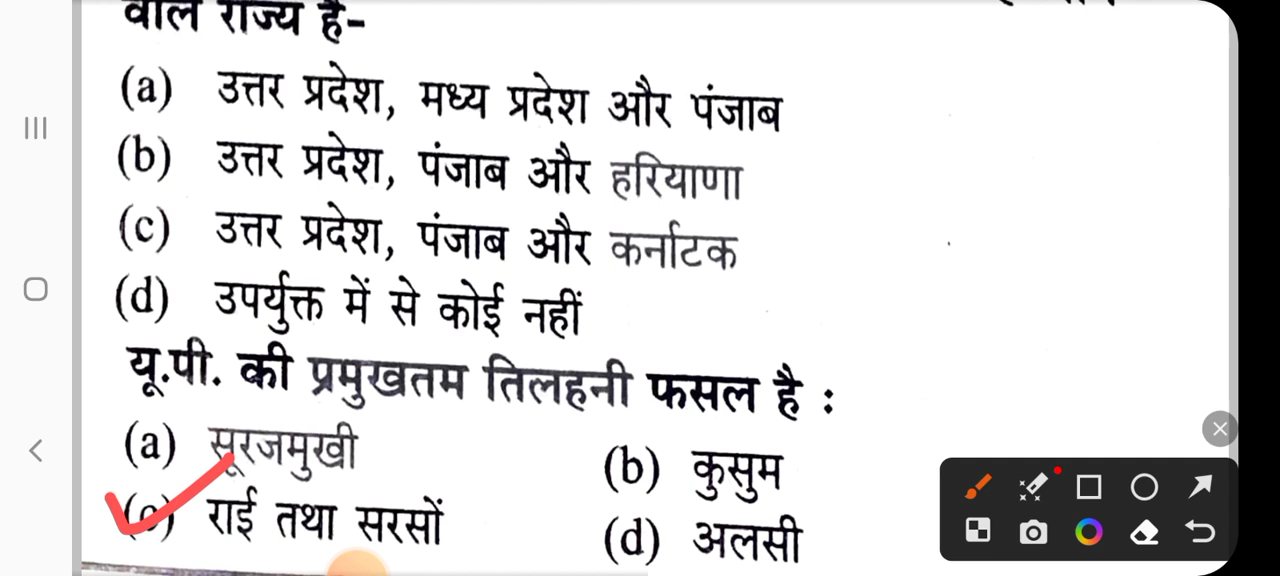 वाले राज्य हैं-
(a) उत्तर प्रदेश, मध्य प्रदेश और पंजाब
(b) उत्तर प्रदेश, पंजाब और हरियाणा
(c) उत्तर प्रदेश, पंजाब और कर्नाटक
(d) उपर्युक्त में से कोई नहीं
यू.पी. की प्रमुखतम तिलहनी फसल है :
(a) सूरजमुखी (b) कुसुम
(c) राई तथा सरसों (d) अलसी